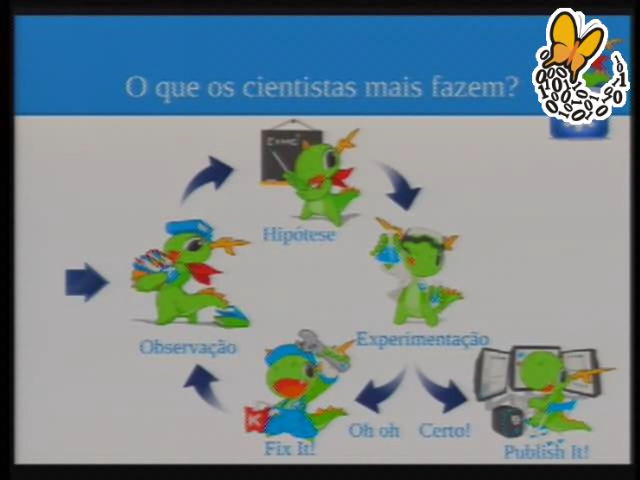 O que os cientistas mais fazem?
Hipótese
Observação
Experimentação
Oh oh
Certo!
Fix It!
Publish It!